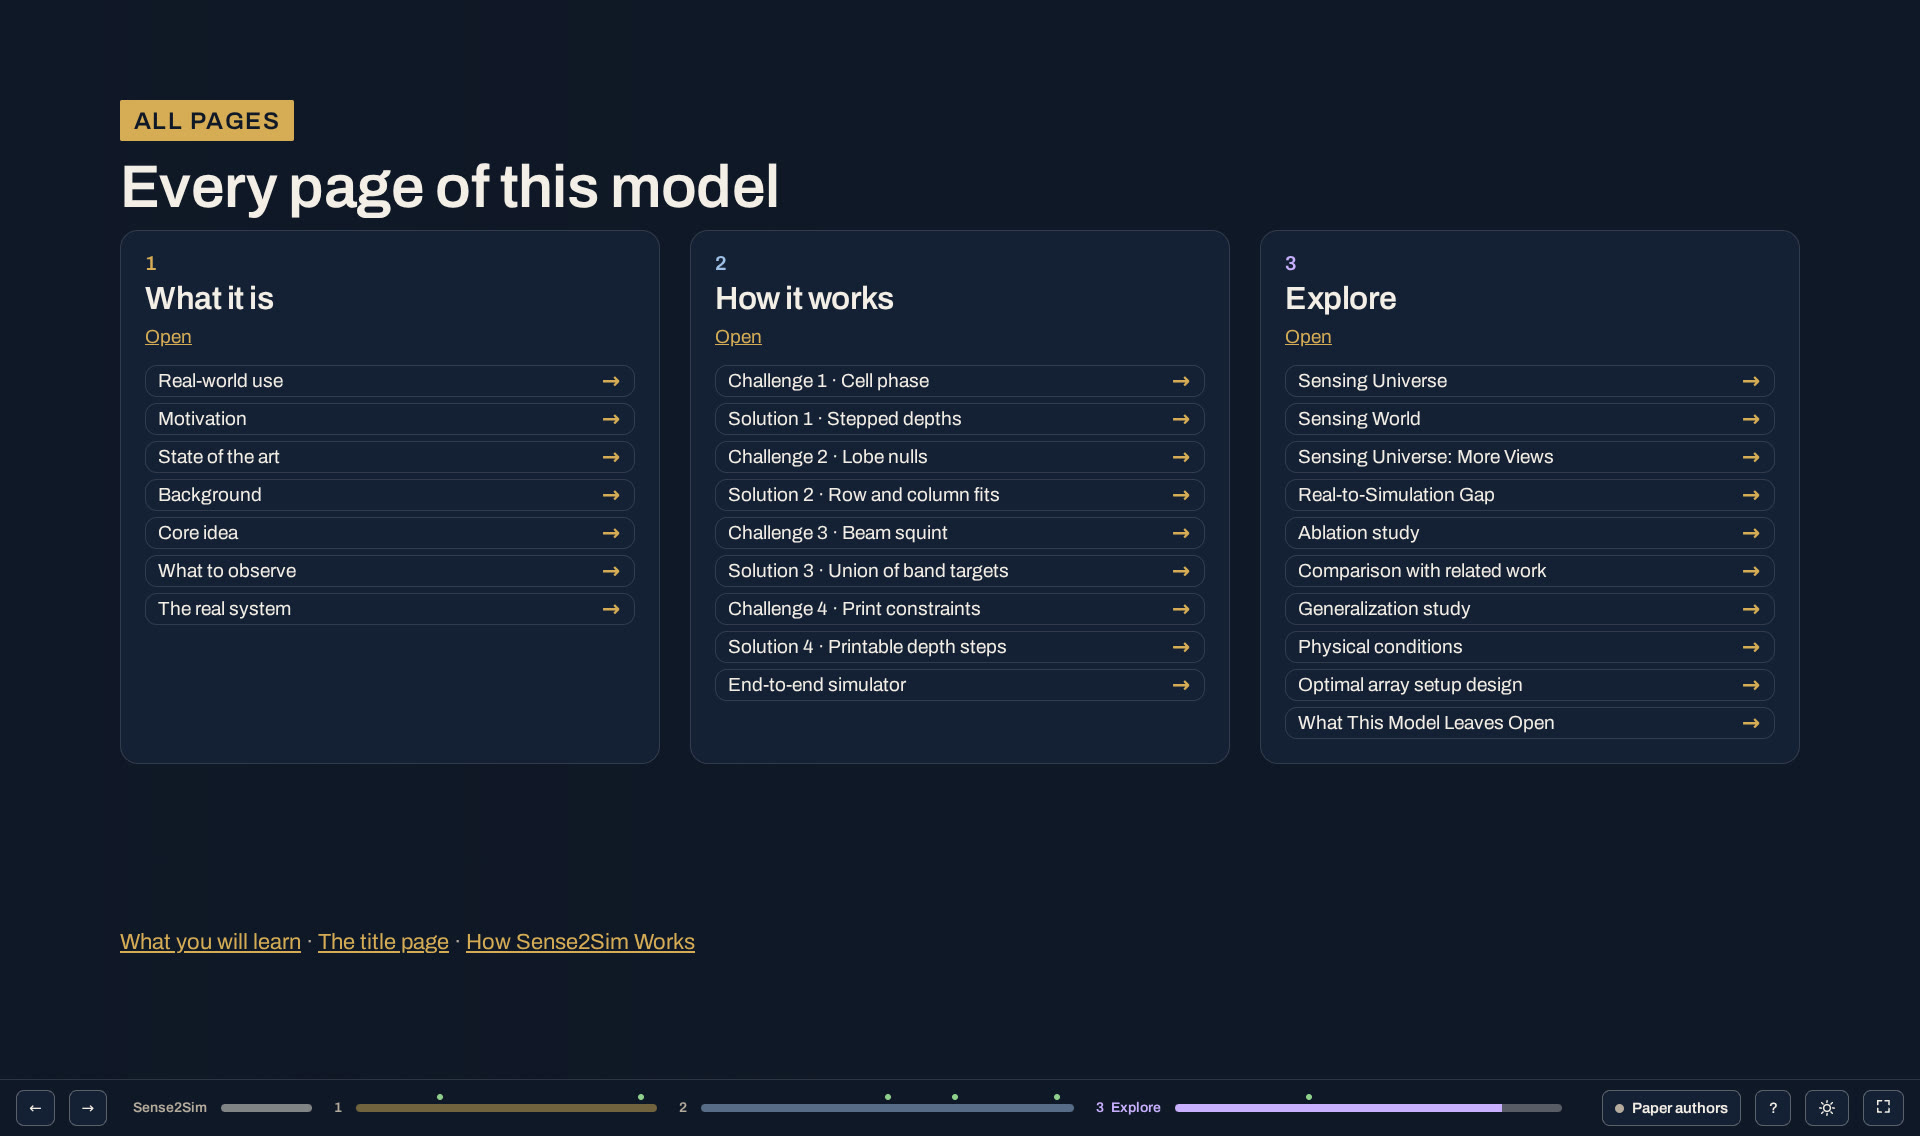 ALL PAGES
Every page of this model
1
What it is
Open
Real-world use →
Motivation →
State of the art →
Background →
Core idea →
What to observe →
The real system →
2
How it works
Open
Challenge 1 · Cell phase →
Solution 1 · Stepped depths →
Challenge 2 · Lobe nulls →
Solution 2 · Row and column fits →
Challenge 3 · Beam squint →
Solution 3 · Union of band targets →
Challenge 4 · Print constraints →
Solution 4 · Printable depth steps →
End-to-end simulator →
3
Explore
Open
Sensing Universe →
Sensing World →
Sensing Universe: More Views →
Real-to-Simulation Gap →
Ablation study →
Comparison with related work →
Generalization study →
Physical conditions →
Optimal array setup design →
What This Model Leaves Open →
What you will learn · The title page · How Sense2Sim Works
← → Sense2Sim 1 2 3 Explore Paper authors ?